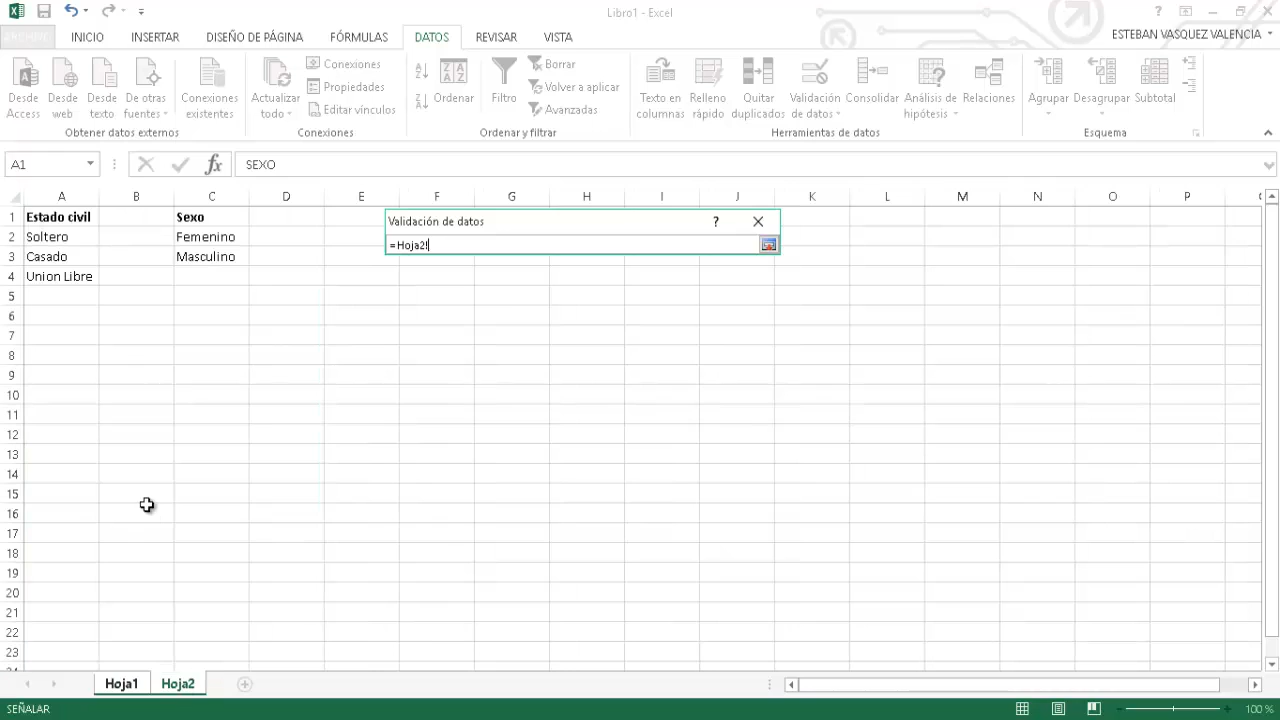 Libro1 - Excel
?
ARCHIVO INICIO INSERTAR DISEÑO DE PÁGINA FÓRMULAS DATOS REVISAR VISTA
ESTEBAN VASQUEZ VALENCIA
Desde Access
Desde web
Desde texto
De otras fuentes
Conexiones existentes
Obtener datos externos
Actualizar todo
Conexiones
Propiedades
Editar vínculos
Conexiones
Ordenar
Filtro
Borrar
Volver a aplicar
Avanzadas
Ordenar y filtrar
Texto en columnas
Relleno rápido
Quitar duplicados
Validación de datos
Consolidar
Análisis de hipótesis
Relaciones
Herramientas de datos
Agrupar
Desagrupar
Subtotal
Esquema
A1
fx
SEXO
A B C D E F G H I J K L M N O P
1 Estado civil Sexo
2 Soltero Femenino
3 Casado Masculino
4 Union Libre
5
6
7
8
9
10
11
12
13
14
15
16
17
18
19
20
21
22
23
Validación de datos ?
=Hoja2!
Hoja1 Hoja2
SEÑALAR
100 %